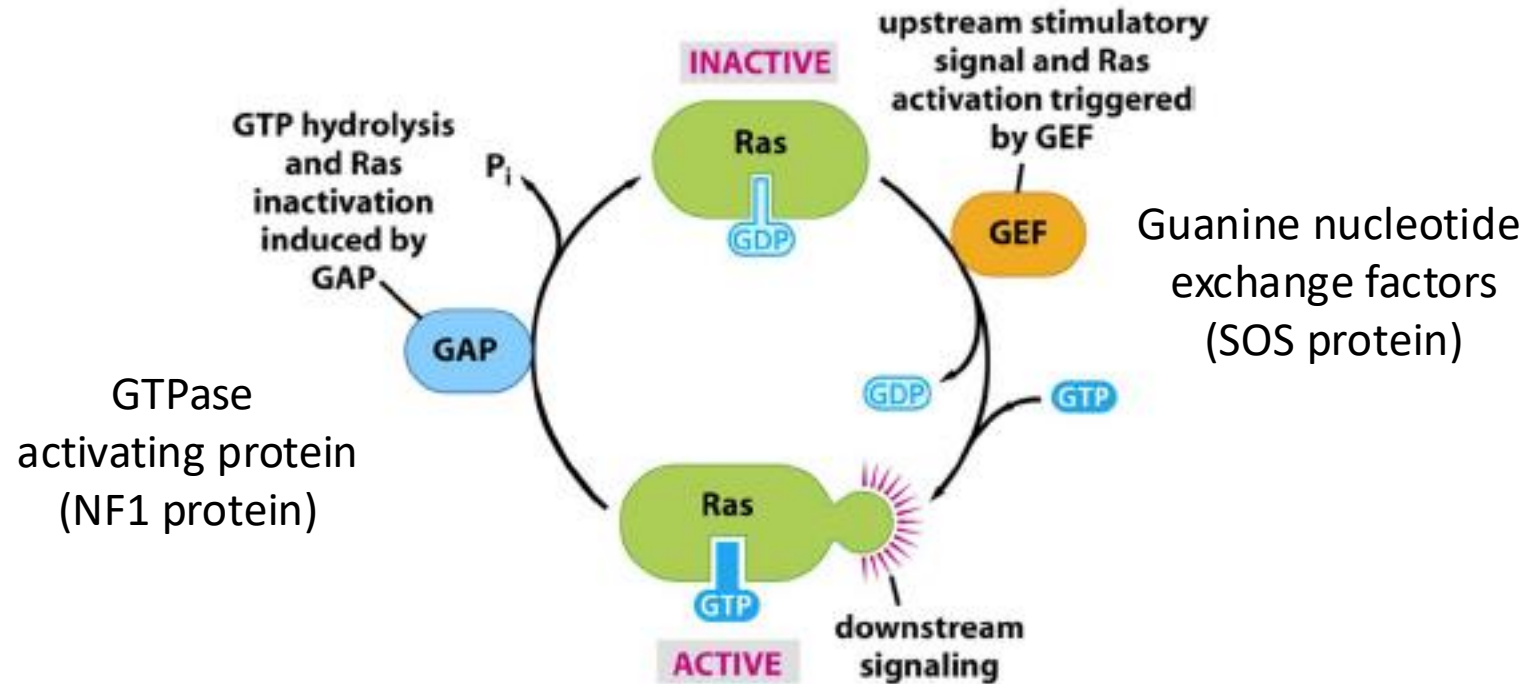 INACTIVE
Ras
GDP
upstream stimulatory
signal and Ras
activation triggered
by GEF
GEF
Guanine nucleotide
exchange factors
(SOS protein)
GDP
GTP
Ras
GTP
ACTIVE
downstream
signaling
GTP hydrolysis
and Ras
inactivation
induced by
GAP
Pi
GAP
GTPase
activating protein
(NF1 protein)